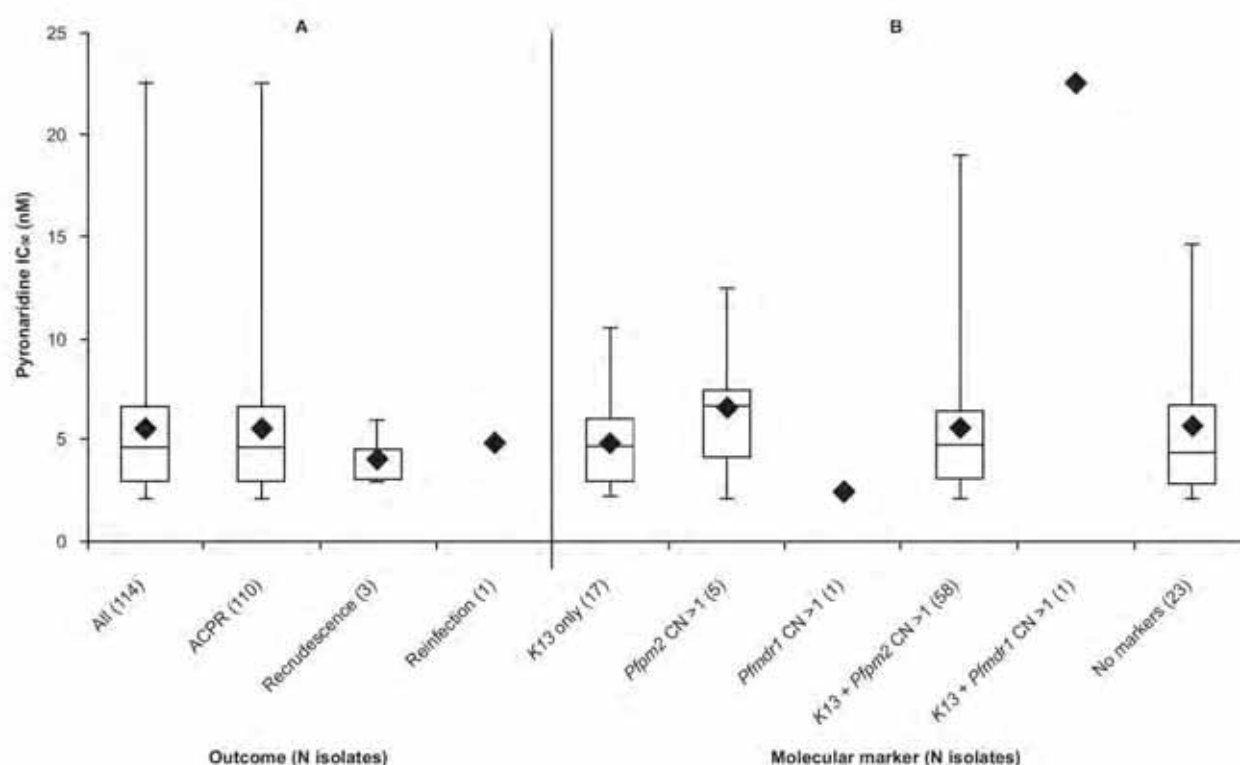 A
B
25
20
15
10
5
0
Pyronaridine IC₅₀ (nM)
All (114)
ACPR (110)
Recrudescence (3)
Reinfection (1)
K13 only (17)
Pfpm2 CN >1 (5)
Pfmdr1 CN >1 (1)
K13 + Pfpm2 CN >1 (58)
K13 + Pfmdr1 CN >1 (1)
No markers (23)
Outcome (N isolates)
Molecular marker (N isolates)